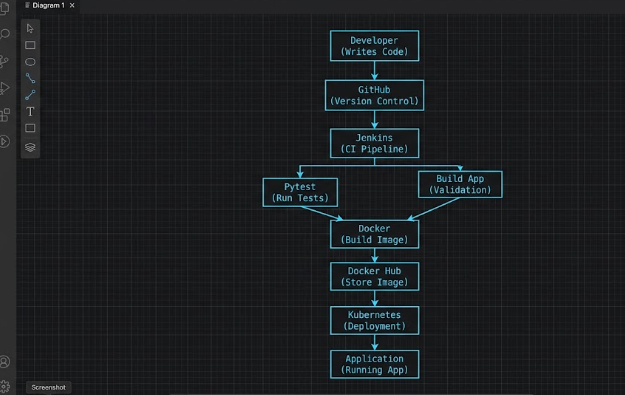 Diagram 1 ×
Developer
(Writes Code)
GitHub
(Version Control)
Jenkins
(CI Pipeline)
Pytest
(Run Tests)
Build App
(Validation)
Docker
(Build Image)
Docker Hub
(Store Image)
Kubernetes
(Deployment)
Application
(Running App)
T
Screenshot